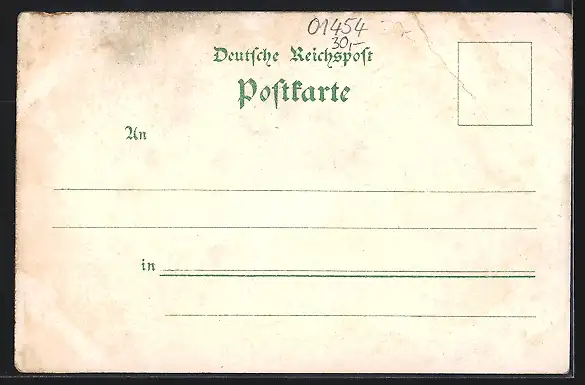 01454
30,-
Deutsche Reichspost
Postkarte
An
in